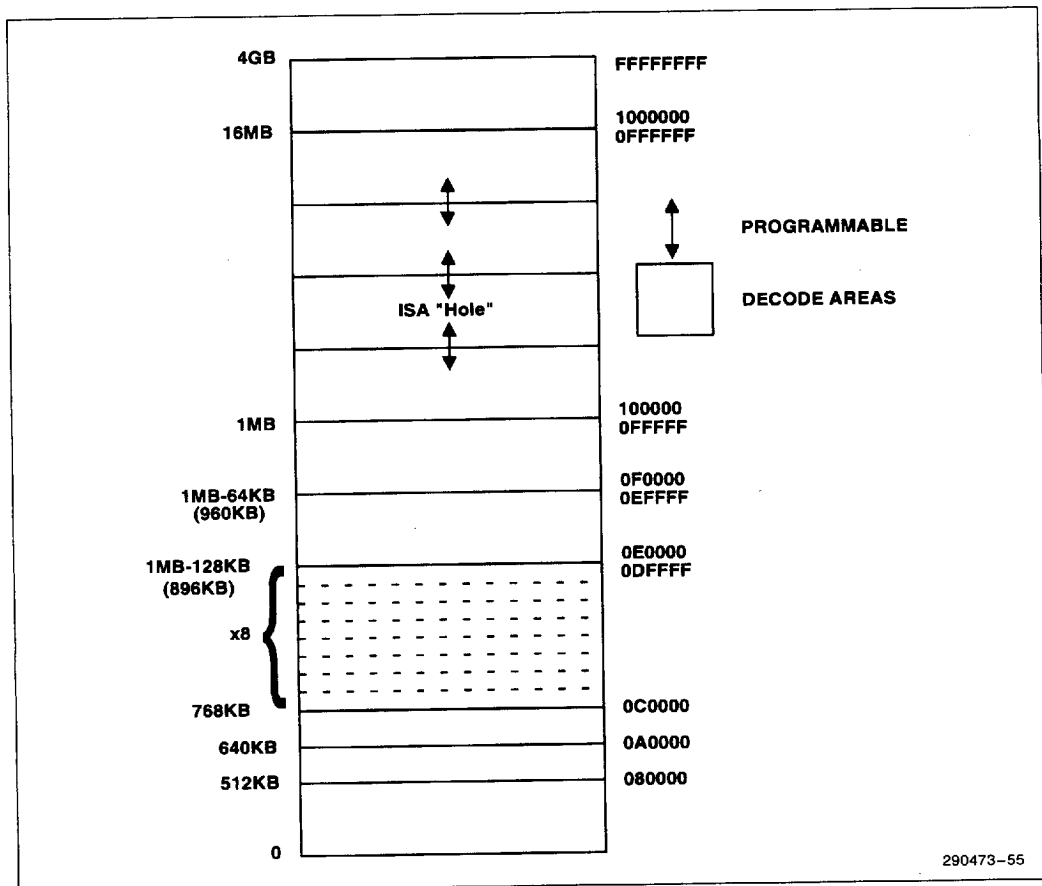 4GB
FFFFFFFF
16MB
1000000
0FFFFFF
PROGRAMMABLE
DECODE AREAS
ISA "Hole"
1MB
100000
0FFFFF
1MB-64KB
(960KB)
0F0000
0EFFFF
1MB-128KB
(896KB)
0E0000
0DFFFF
x8
768KB
0C0000
640KB
0A0000
512KB
080000
0
290473-55